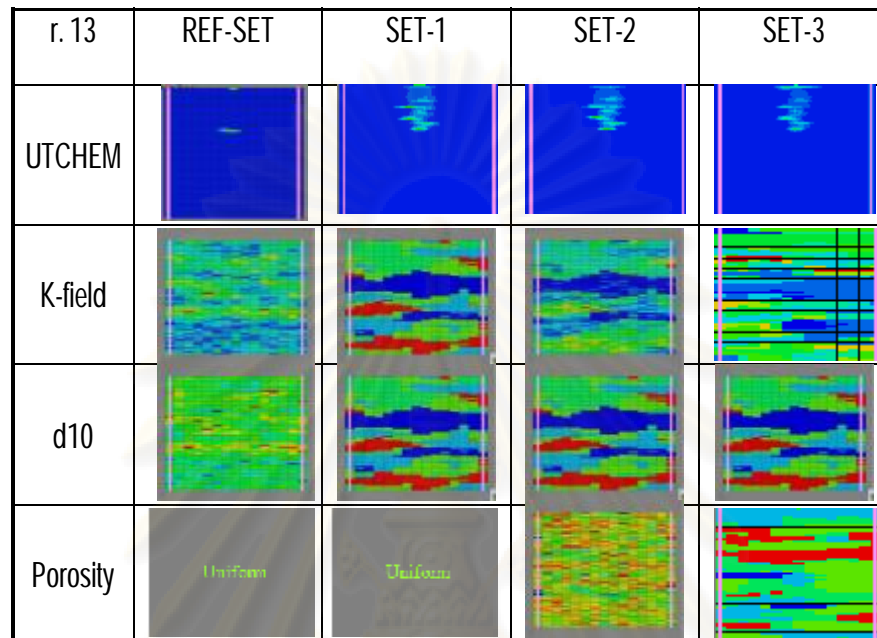 r. 13 REF-SET SET-1 SET-2 SET-3
UTCHEM
K-field
d10
Porosity Uniform Uniform